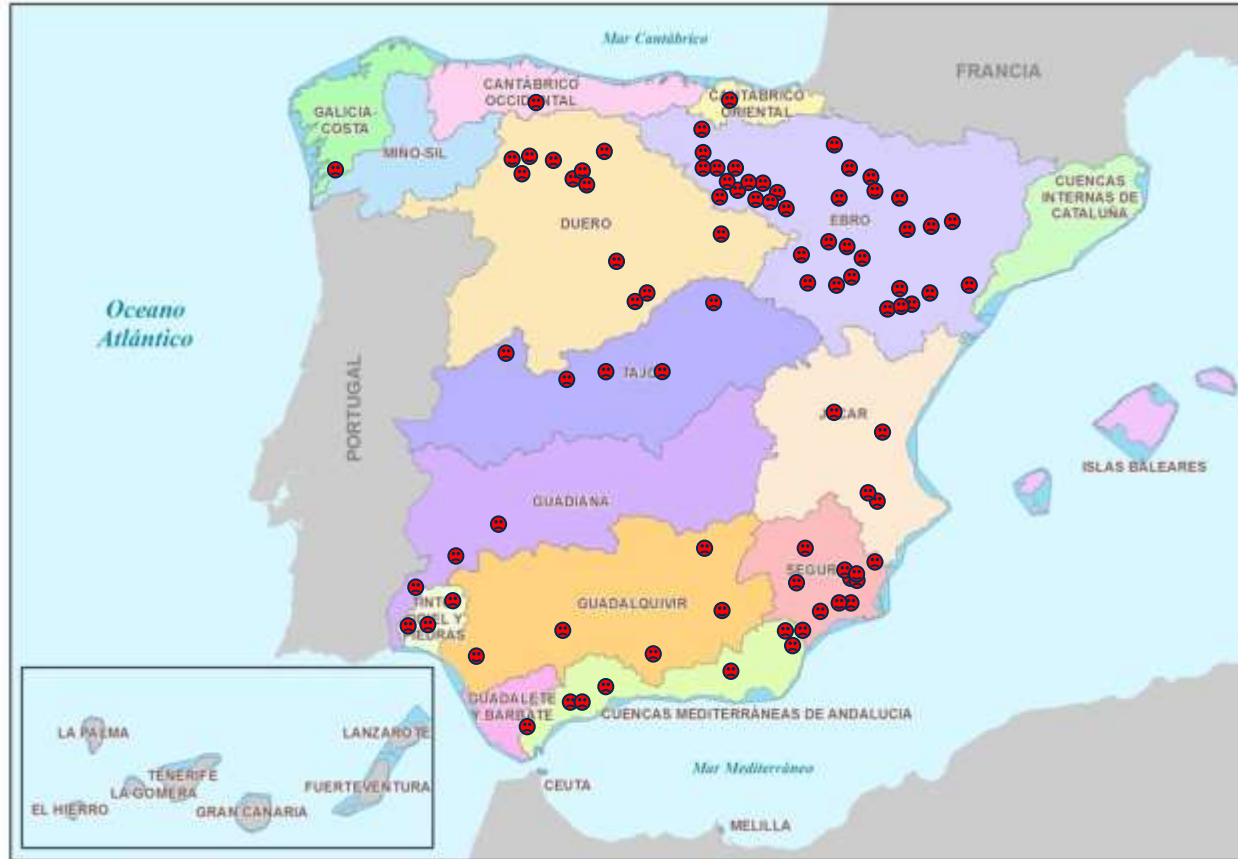 Mar Cantábrico
FRANCIA
CANTÁBRICO
OCCIDENTAL
CANTÁBRICO
ORIENTAL
GALICIA-
COSTA
MIÑO-SIL
CUENCAS
INTERNAS DE
CATALUÑA
DUERO
EBRO
Oceano
Atlántico
PORTUGAL
TAJO
JÚCAR
ISLAS BALEARES
GUADIANA
SEGURA
TINTO,
ODIEL Y
PIEDRAS
GUADALQUIVIR
GUADALETE
Y BARBATE
CUENCAS MEDITERRÁNEAS DE ANDALUCIA
LA PALMA
LANZAROTE
TENERIFE
LA GOMERA
FUERTEVENTURA
EL HIERRO
GRAN CANARIA
Mar Mediterráneo
CEUTA
MELILLA